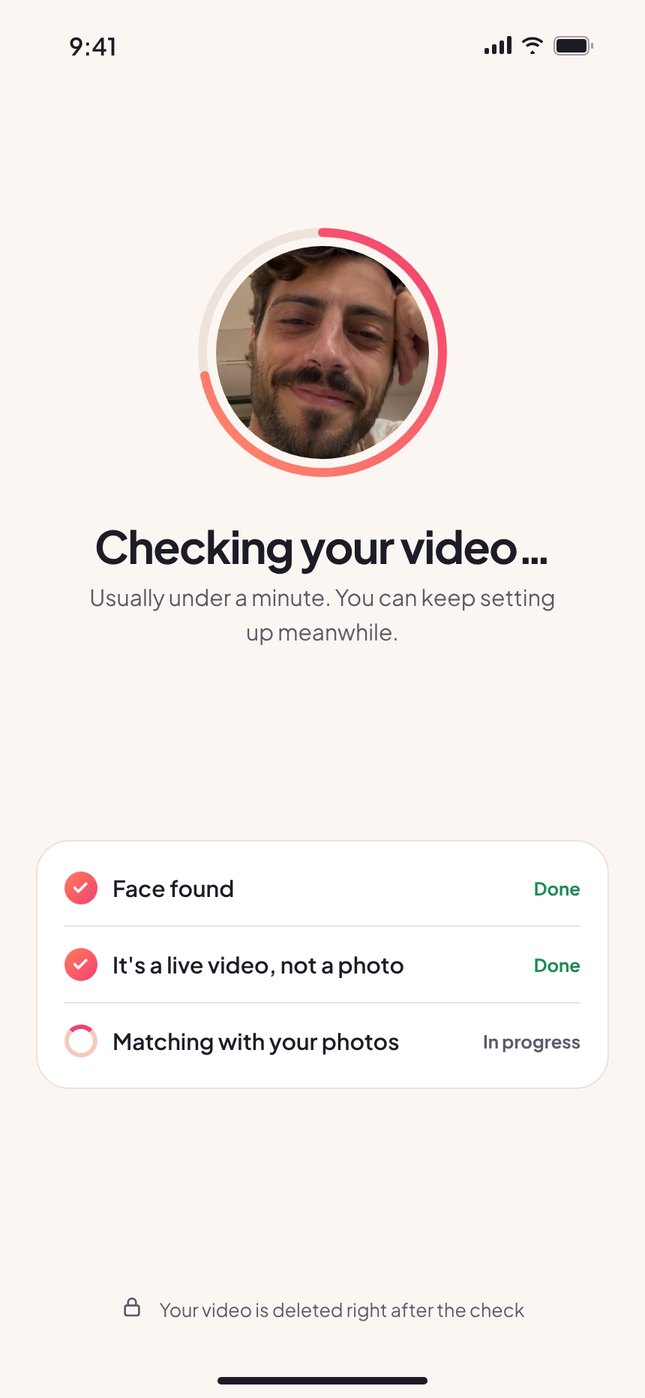 9:41
Checking your video...
Usually under a minute. You can keep setting
up meanwhile.
Face found
Done
It's a live video, not a photo
Done
Matching with your photos
In progress
Your video is deleted right after the check